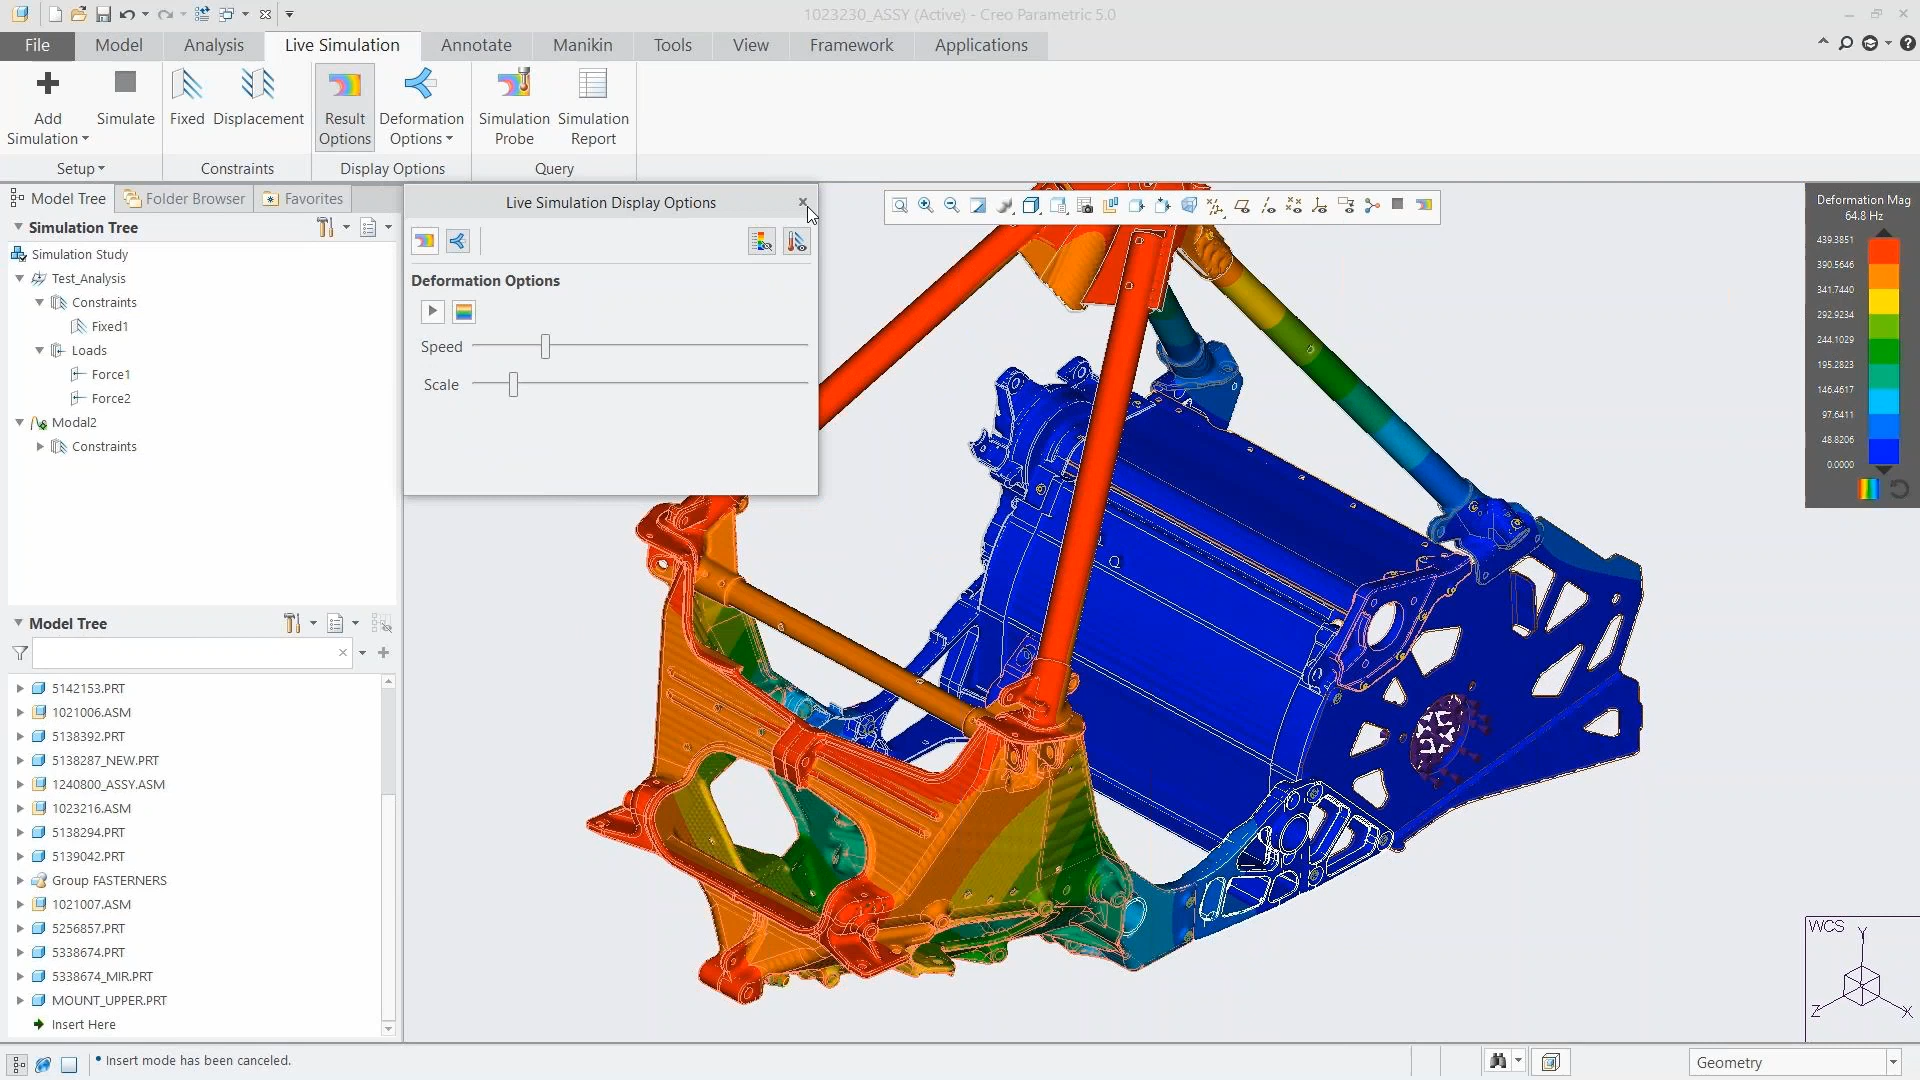 1023230_ASSY (Active) - Creo Parametric 5.0
File Model Analysis Live Simulation Annotate Manikin Tools View Framework Applications
Add Simulation
Simulate
Fixed
Displacement
Result Options
Deformation Options
Simulation Probe
Simulation Report
Setup Constraints Display Options Query
Model Tree Folder Browser Favorites
Simulation Tree
Simulation Study
Test_Analysis
Constraints
Fixed1
Loads
Force1
Force2
Modal2
Constraints
Model Tree
5142153.PRT
1021006.ASM
5138392.PRT
5138287_NEW.PRT
1240800_ASSY.ASM
1023216.ASM
5138294.PRT
5139042.PRT
Group FASTERNERS
1021007.ASM
5256857.PRT
5338674.PRT
5338674_MIR.PRT
MOUNT_UPPER.PRT
Insert Here
Live Simulation Display Options
Deformation Options
Speed
Scale
Deformation Mag
64.8 Hz
439.3851
390.5646
341.7440
292.9234
244.1029
195.2823
146.4617
97.6411
48.8206
0.0000
WCS
Y
Z
X
• Insert mode has been canceled.
Geometry